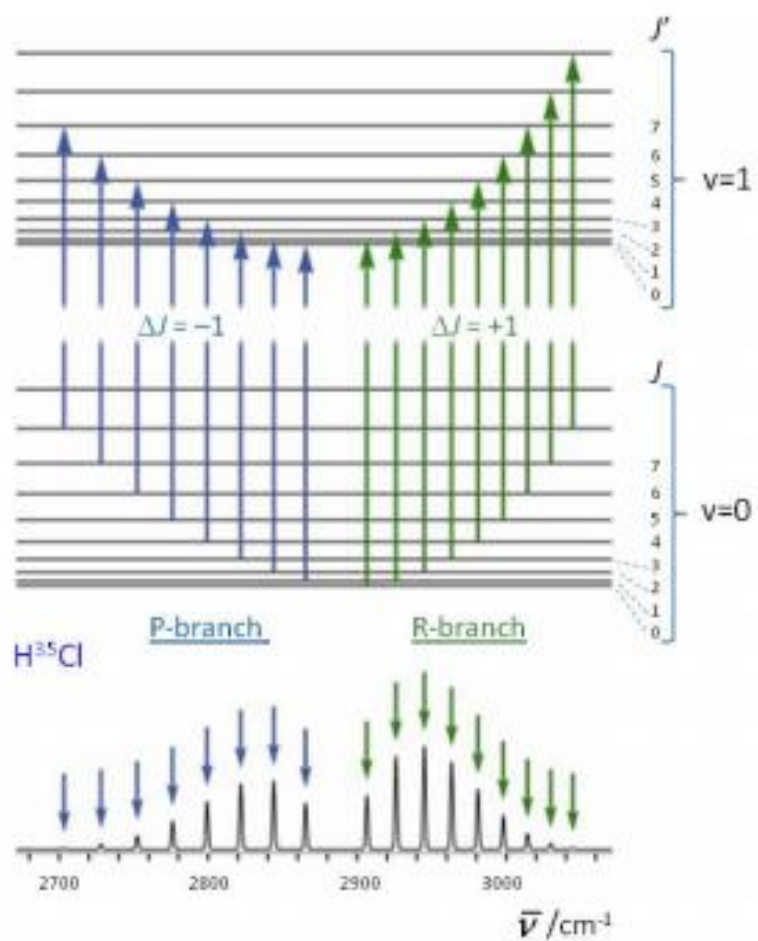 J'
7
6
5
4
3
2
1
0
v=1
ΔJ = −1
ΔJ = +1
J
7
6
5
4
3
2
1
0
v=0
P-branch
R-branch
H³⁵Cl
2700
2800
2900
3000
ν̄ /cm⁻¹